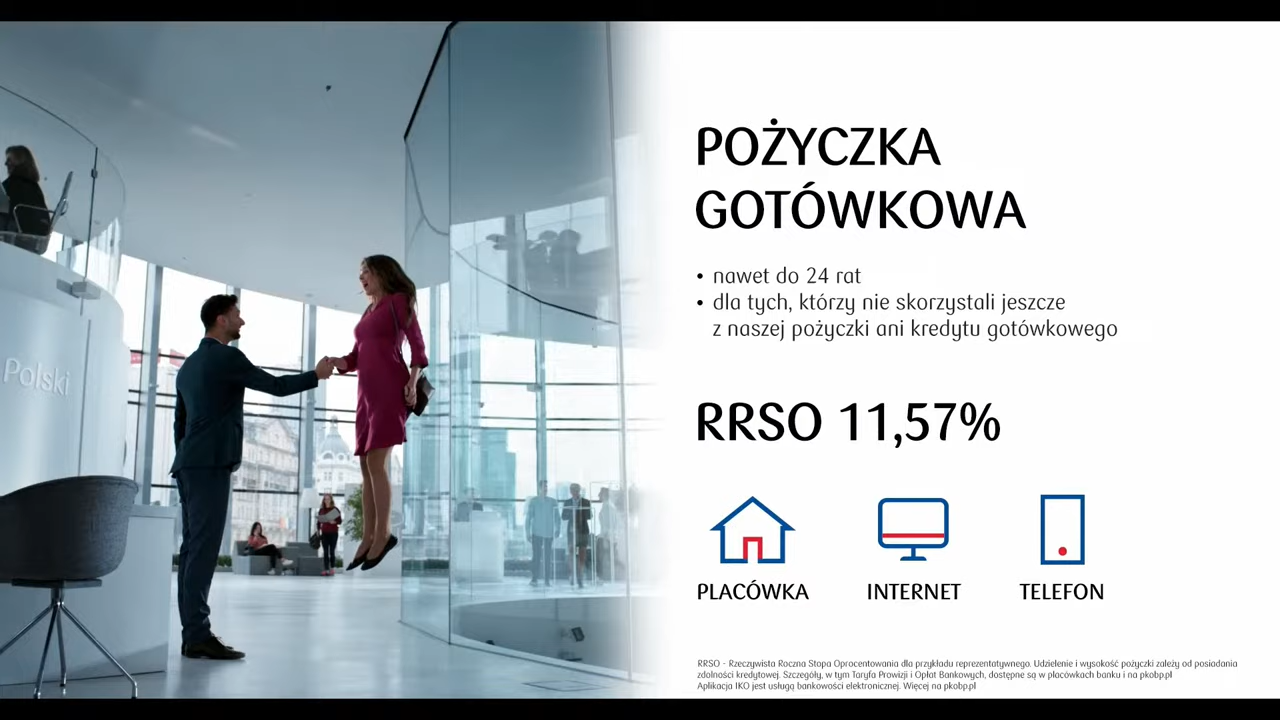 Polski
POŻYCZKA
GOTÓWKOWA
• nawet do 24 rat
• dla tych, którzy nie skorzystali jeszcze
z naszej pożyczki ani kredytu gotówkowego
RRSO 11,57%
PLACÓWKA INTERNET TELEFON
RRSO - Rzeczywista Roczna Stopa Oprocentowania dla przykładu reprezentatywnego. Udzielenie i wysokość pożyczki zależy od posiadania
zdolności kredytowej. Szczegóły, w tym Taryfa Prowizji i Opłat Bankowych, dostępne są w placówkach banku i na pkobp.pl
Aplikacja IKO jest usługą bankowości elektronicznej. Więcej na pkobp.pl